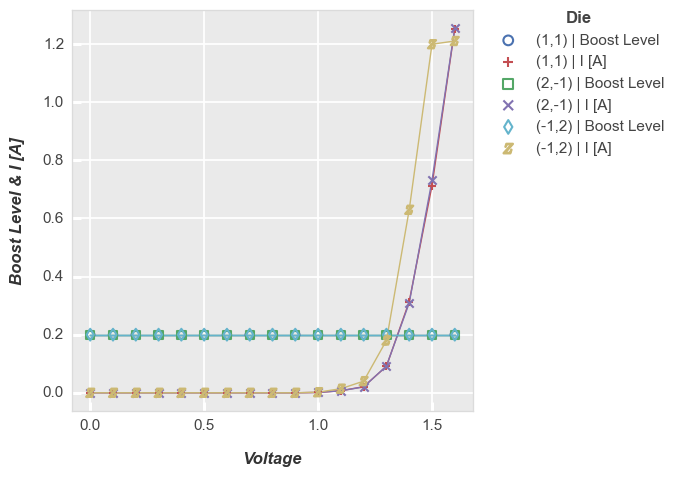 Die
(1,1) | Boost Level
(1,1) | I [A]
(2,-1) | Boost Level
(2,-1) | I [A]
(-1,2) | Boost Level
(-1,2) | I [A]
Boost Level & I [A]
1.2
1.0
0.8
0.6
0.4
0.2
0.0
0.0 0.5 1.0 1.5
Voltage